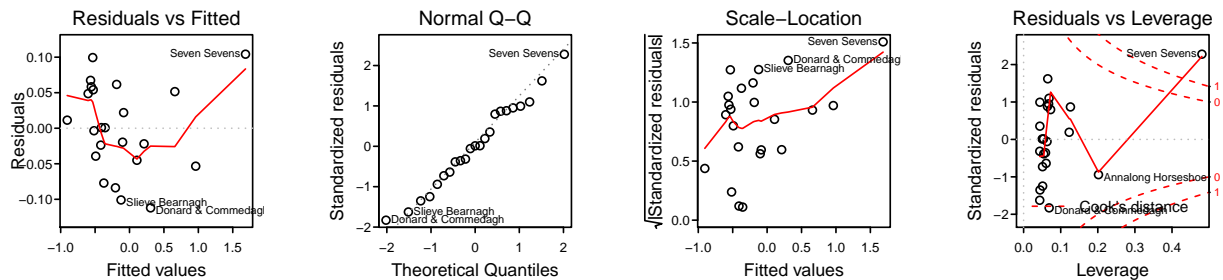 Residuals vs Fitted
Residuals
0.10
0.05
0.00
−0.05
−0.10
Seven Sevens
Slieve Bearnagh
Donard & Commedagh
−1.0
−0.5
0.0
0.5
1.0
1.5
Fitted values
Normal Q−Q
Standardized residuals
2
1
0
−1
−2
Seven Sevens
Slieve Bearnagh
Donard & Commedagh
−2
−1
0
1
2
Theoretical Quantiles
Scale−Location
√|Standardized residuals|
1.5
1.0
0.5
0.0
Seven Sevens
Donard & Commedag
Slieve Bearnagh
−1.0
−0.5
0.0
0.5
1.0
1.5
Fitted values
Residuals vs Leverage
Standardized residuals
2
1
0
−1
−2
Seven Sevens
Annalong Horseshoe
Donard & Commedagh
Cook's distance
1
0
0
1
0.0
0.1
0.2
0.3
0.4
0.5
Leverage